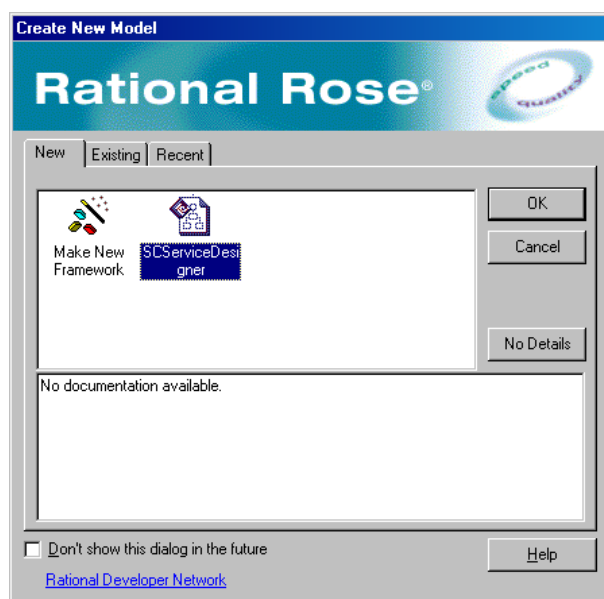 Create New Model
Rational Rose®
speed
quality
New
Existing
Recent
Make New
Framework
SCServiceDesi
gner
OK
Cancel
No Details
No documentation available.
Don't show this dialog in the future
Help
Rational Developer Network